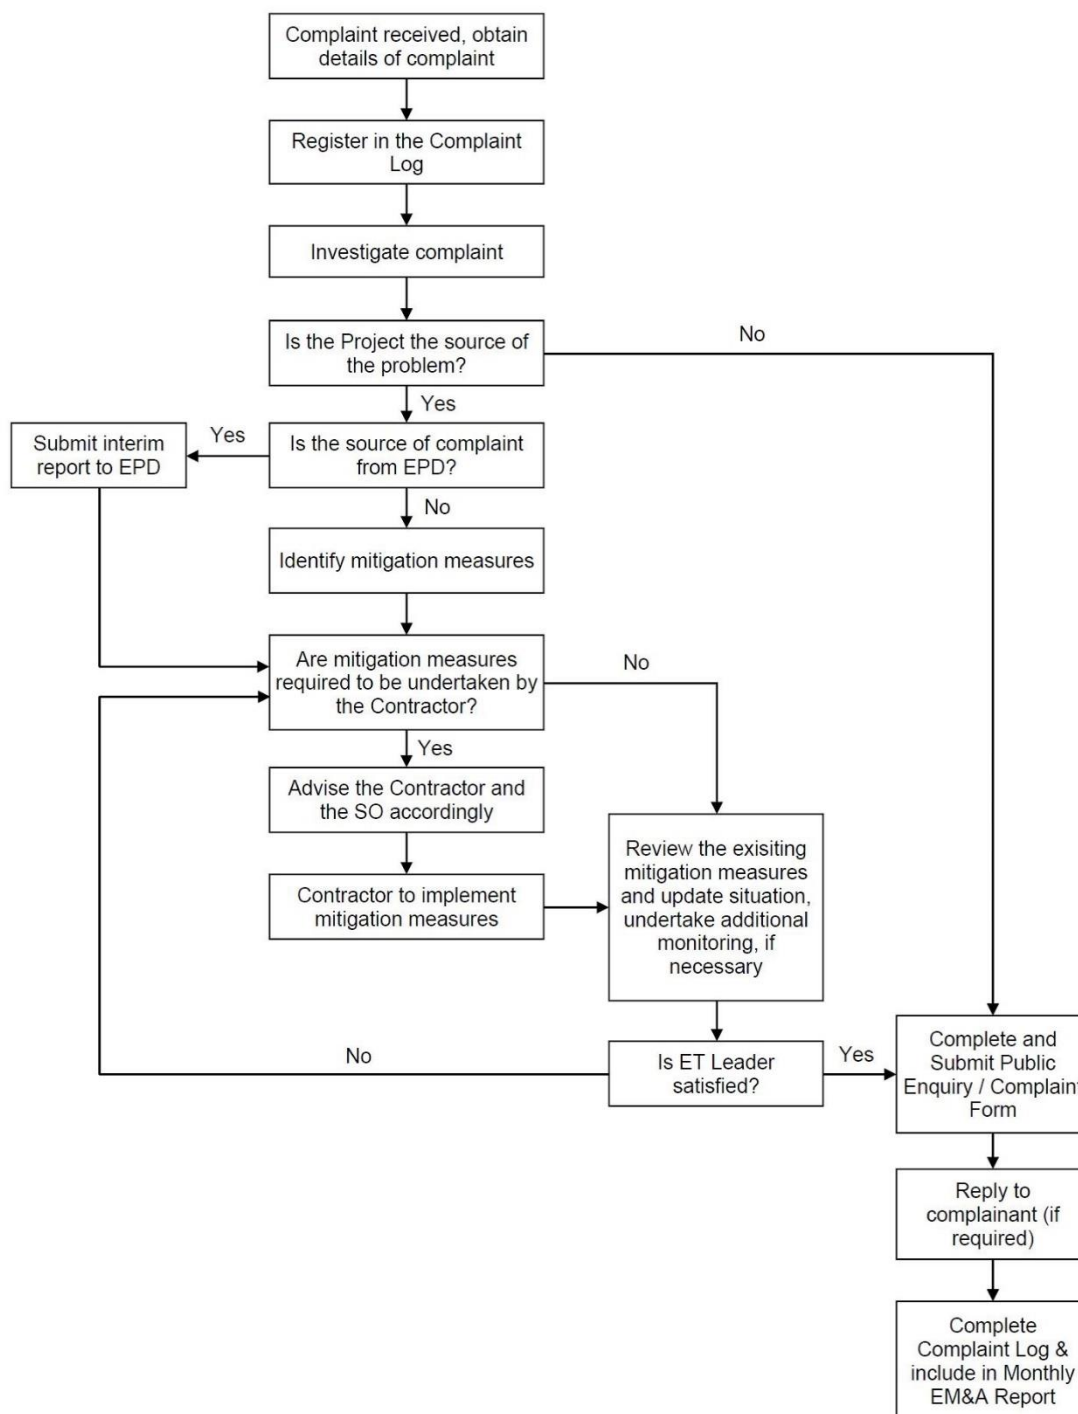 Complaint received, obtain
details of complaint
Register in the Complaint
Log
Investigate complaint
Is the Project the source of
the problem?
No
Yes
Submit interim
report to EPD
Yes
Is the source of complaint
from EPD?
No
Identify mitigation measures
Are mitigation measures
required to be undertaken by
the Contractor?
No
Yes
Advise the Contractor and
the SO accordingly
Contractor to implement
mitigation measures
Review the exisiting
mitigation measures
and update situation,
undertake additional
monitoring, if
necessary
No
Is ET Leader
satisfied?
Yes
Complete and
Submit Public
Enquiry / Complaint
Form
Reply to
complainant (if
required)
Complete
Complaint Log &
include in Monthly
EM&A Report